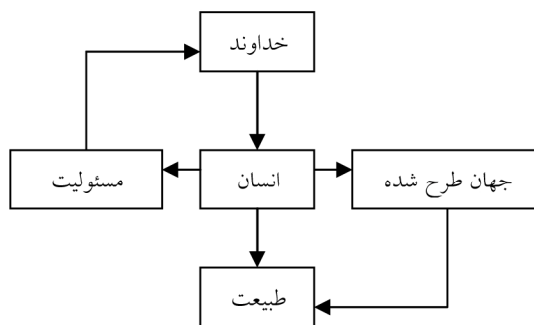 خداوند
جهان طرح شده
انسان
مسئولیت
طبیعت